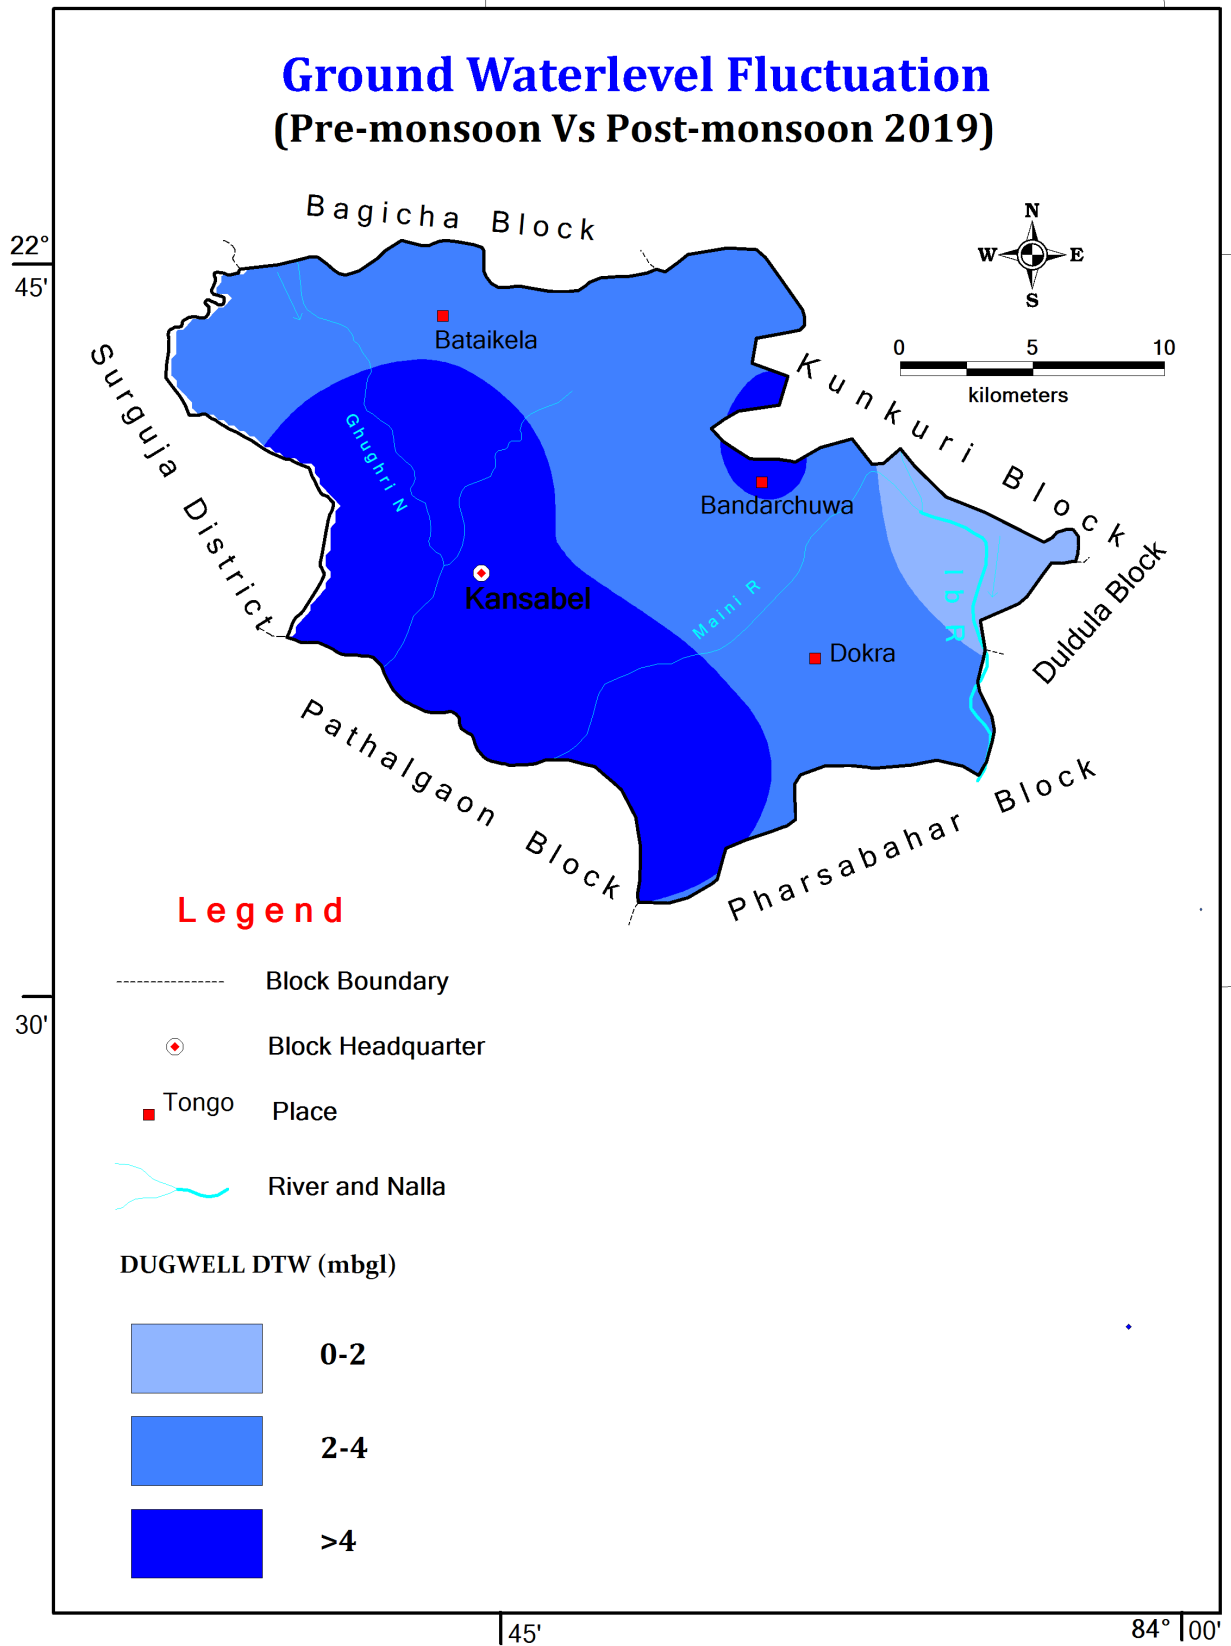 Ground Waterlevel Fluctuation
(Pre-monsoon Vs Post-monsoon 2019)
Bagicha Block
N
W E
S
22°
45'
0 5 10
kilometers
Bataikela
Kunkuri Block
Surguja District
Ghughri N
Bandarchuwa
Kansabel
Maini R
Ib R
Duldula Block
Dokra
Pathalgaon Block
Pharsabahar Block
Legend
Block Boundary
30'
Block Headquarter
Tongo Place
River and Nalla
DUGWELL DTW (mbgl)
0-2
2-4
>4
45'
84° 00'